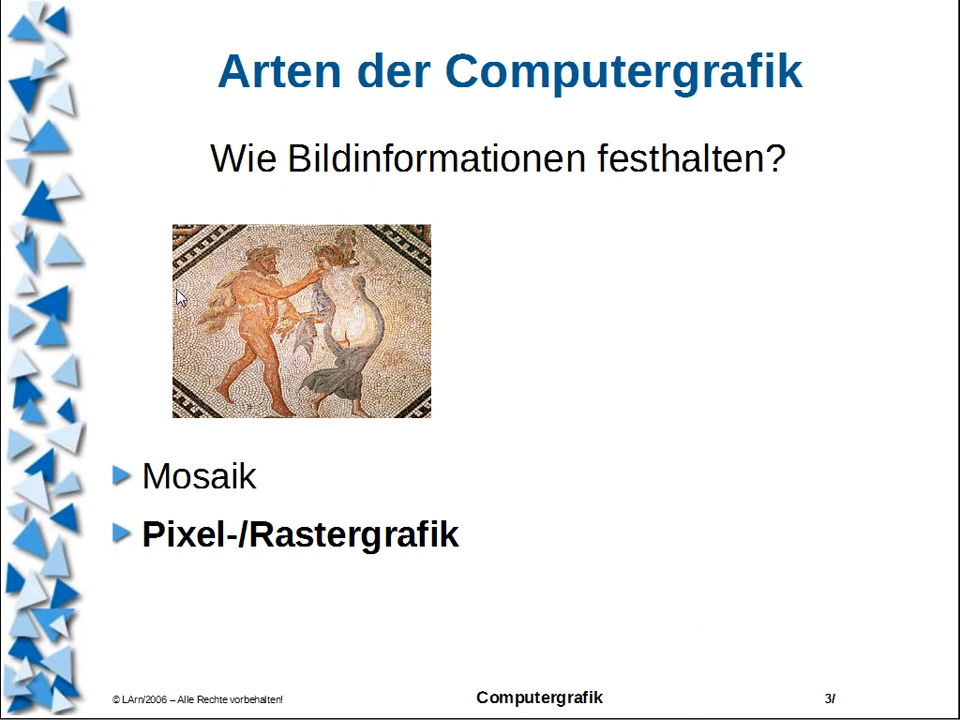 Arten der Computergrafik
Wie Bildinformationen festhalten?
Mosaik
Pixel-/Rastergrafik
© LArn/2006 – Alle Rechte vorbehalten!
Computergrafik
3/